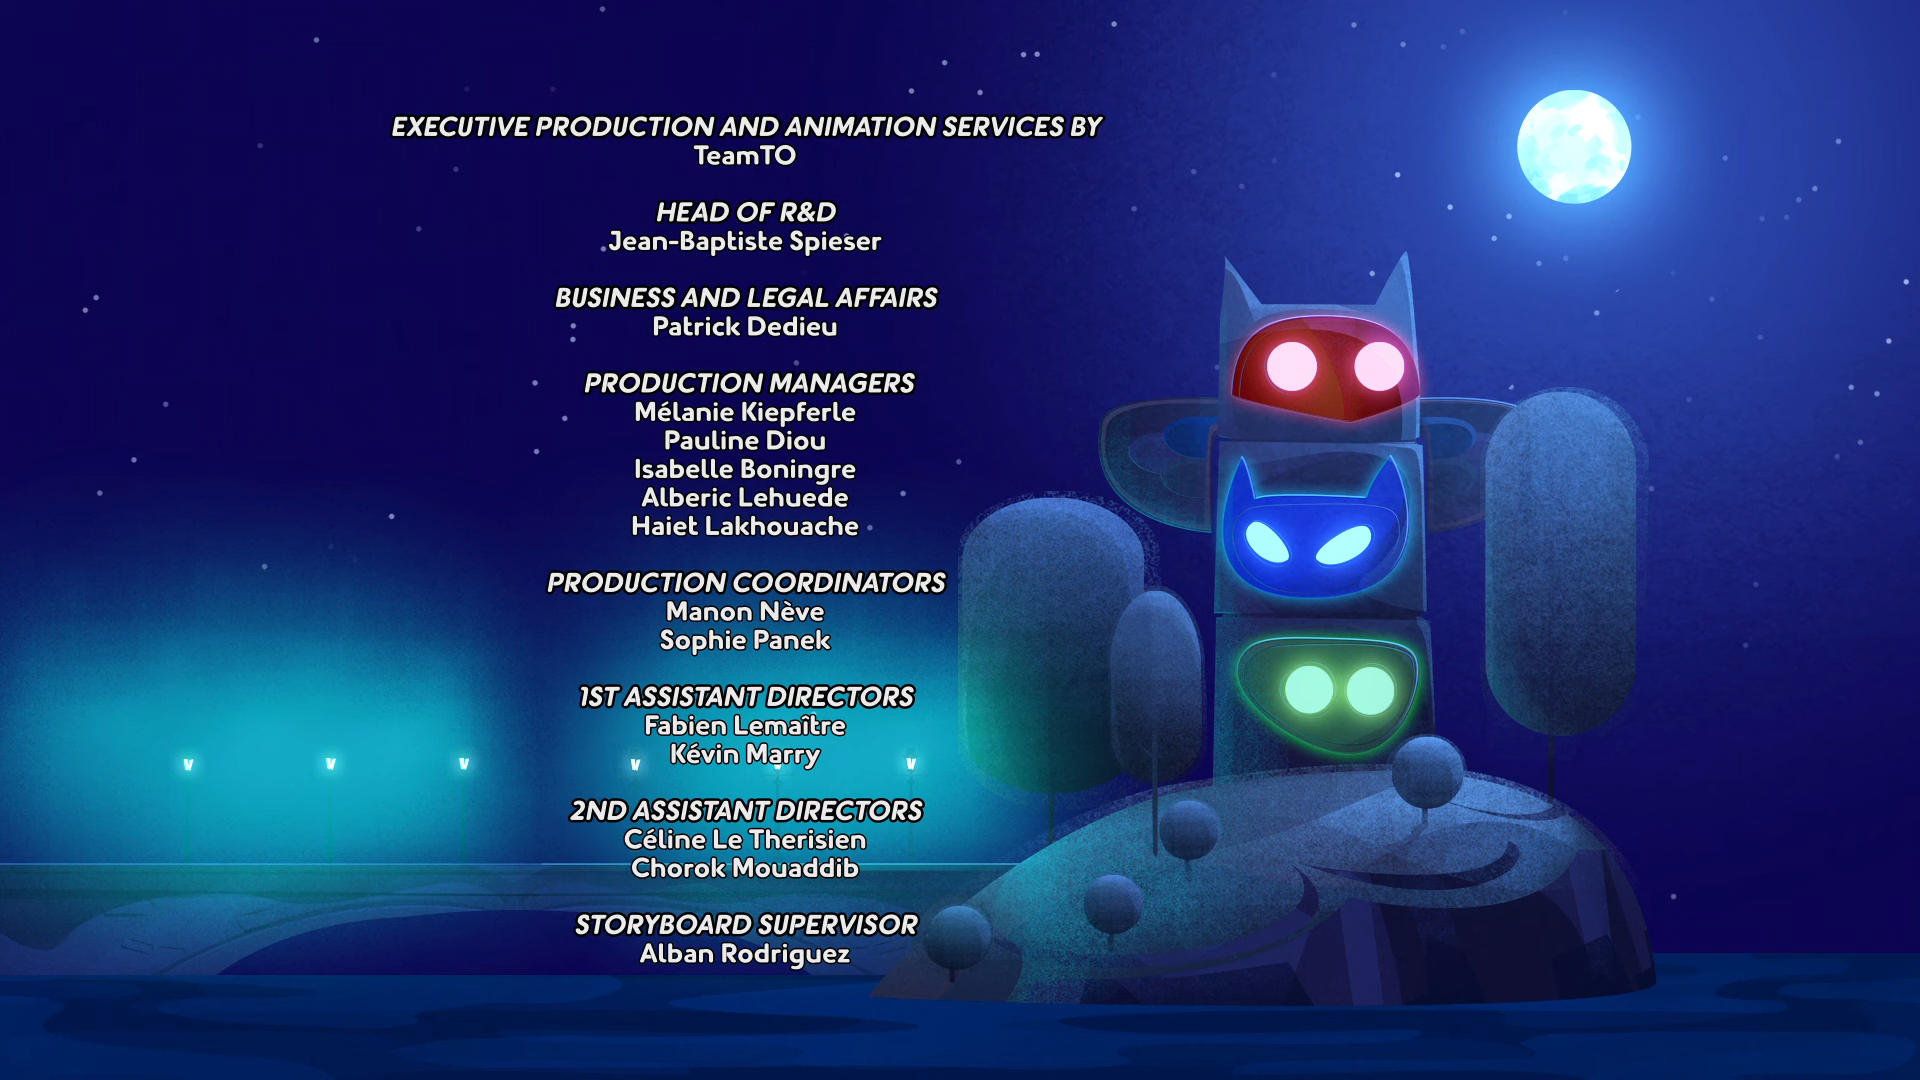 EXECUTIVE PRODUCTION AND ANIMATION SERVICES BY
TeamTO
HEAD OF R&D
Jean-Baptiste Spieser
BUSINESS AND LEGAL AFFAIRS
Patrick Dedieu
PRODUCTION MANAGERS
Mélanie Kiepferle
Pauline Diou
Isabelle Boningre
Alberic Lehuede
Haiet Lakhouache
PRODUCTION COORDINATORS
Manon Nève
Sophie Panek
1ST ASSISTANT DIRECTORS
Fabien Lemaître
Kévin Marry
2ND ASSISTANT DIRECTORS
Céline Le Therisien
Chorok Mouaddib
STORYBOARD SUPERVISOR
Alban Rodriguez